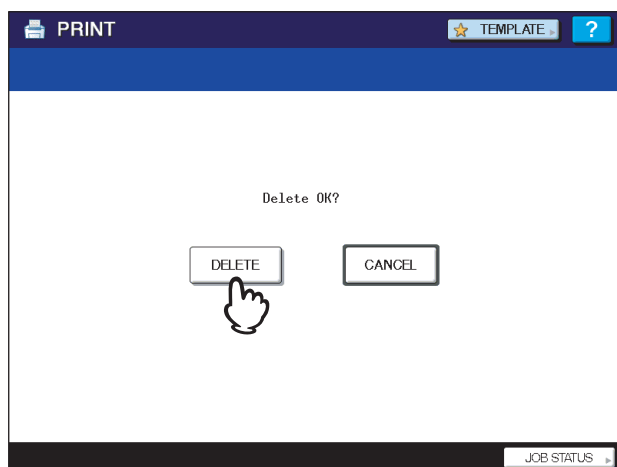 PRINT
TEMPLATE
?
Delete OK?
DELETE
CANCEL
JOB STATUS